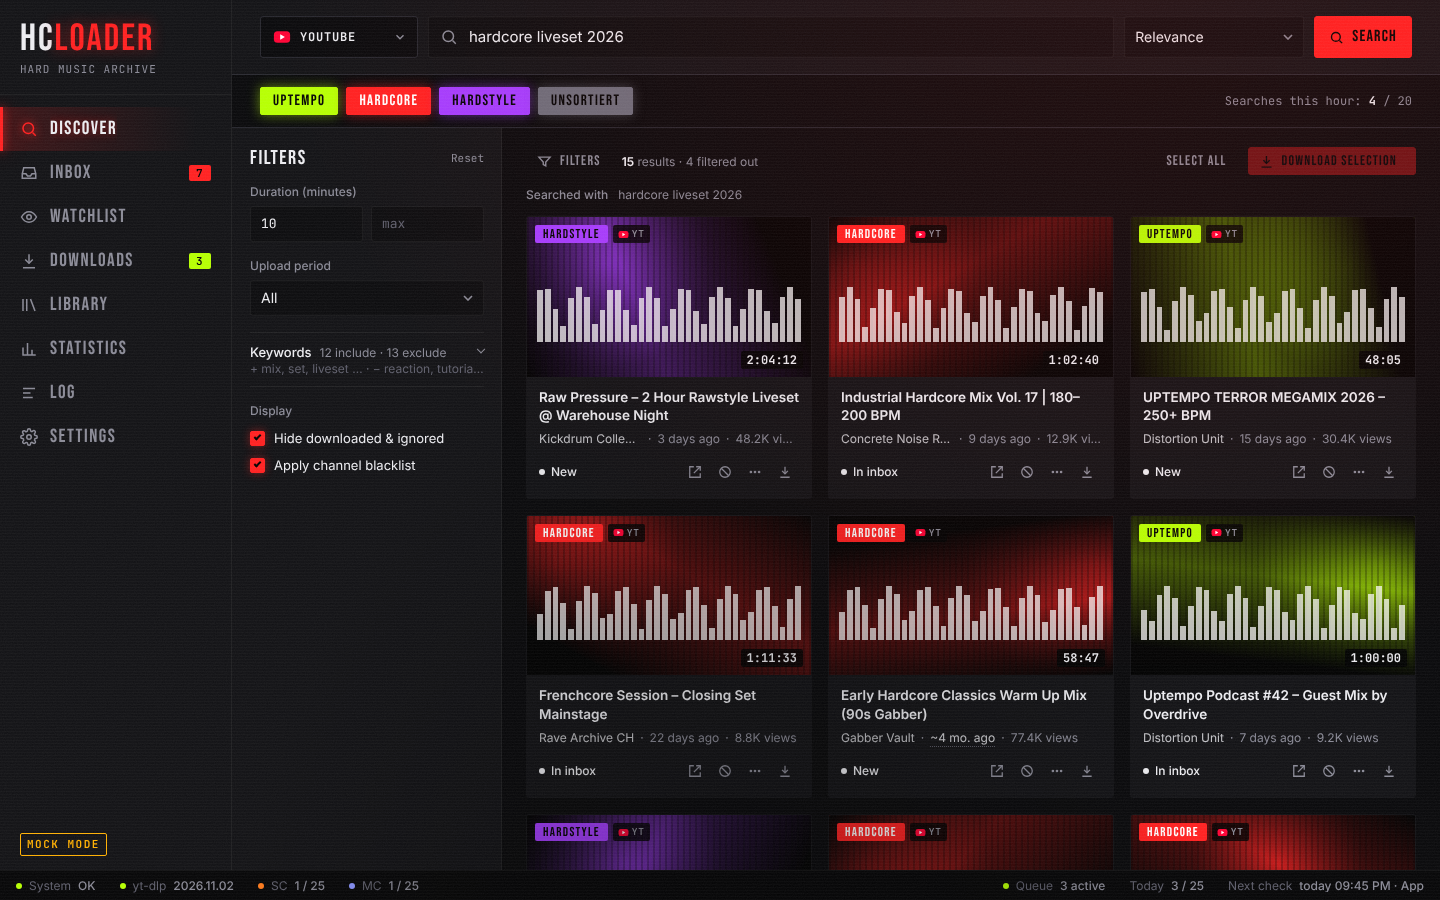 HCLOADER
HARD MUSIC ARCHIVE
DISCOVER
INBOX 7
WATCHLIST
DOWNLOADS 3
LIBRARY
STATISTICS
LOG
SETTINGS
MOCK MODE
YOUTUBE
hardcore liveset 2026
Relevance
SEARCH
UPTEMPO HARDCORE HARDSTYLE UNSORTIERT
Searches this hour: 4 / 20
FILTERS Reset
Duration (minutes)
10 max
Upload period
All
Keywords 12 include · 13 exclude
+ mix, set, liveset ... · – reaction, tutoria...
Display
Hide downloaded & ignored
Apply channel blacklist
FILTERS 15 results · 4 filtered out
SELECT ALL DOWNLOAD SELECTION
Searched with hardcore liveset 2026
HARDSTYLE YT
2:04:12
Raw Pressure – 2 Hour Rawstyle Liveset
@ Warehouse Night
Kickdrum Colle... · 3 days ago · 48.2K vi...
New
HARDCORE YT
1:02:40
Industrial Hardcore Mix Vol. 17 | 180–
200 BPM
Concrete Noise R... · 9 days ago · 12.9K vi...
In inbox
UPTEMPO YT
48:05
UPTEMPO TERROR MEGAMIX 2026 –
250+ BPM
Distortion Unit · 15 days ago · 30.4K views
New
HARDCORE YT
1:11:33
Frenchcore Session – Closing Set
Mainstage
Rave Archive CH · 22 days ago · 8.8K views
In inbox
HARDCORE YT
58:47
Early Hardcore Classics Warm Up Mix
(90s Gabber)
Gabber Vault · ~4 mo. ago · 77.4K views
New
UPTEMPO YT
1:00:00
Uptempo Podcast #42 – Guest Mix by
Overdrive
Distortion Unit · 7 days ago · 9.2K views
In inbox
HARDSTYLE YT
HARDCORE YT
HARDCORE YT
System OK yt-dlp 2026.11.02 SC 1 / 25 MC 1 / 25
Queue 3 active Today 3 / 25 Next check today 09:45 PM · App